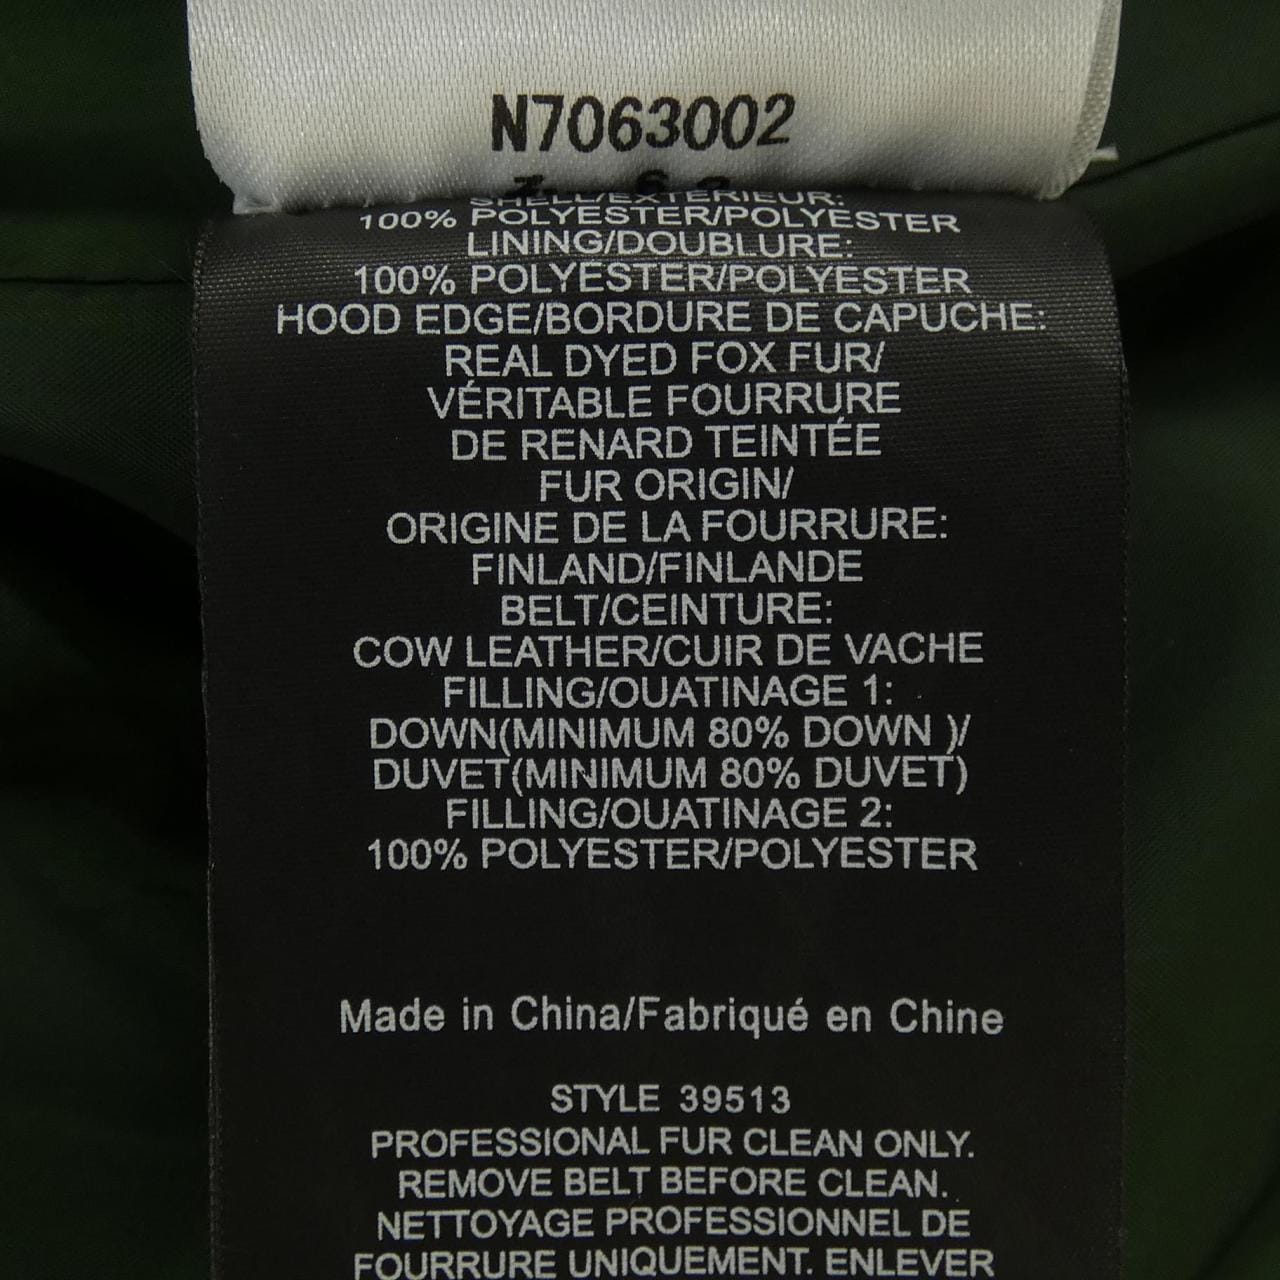 N7063002
SHELL/EXTÉRIEUR:
100% POLYESTER/POLYESTER
LINING/DOUBLURE:
100% POLYESTER/POLYESTER
HOOD EDGE/BORDURE DE CAPUCHE:
REAL DYED FOX FUR/
VÉRITABLE FOURRURE
DE RENARD TEINTÉE
FUR ORIGIN/
ORIGINE DE LA FOURRURE:
FINLAND/FINLANDE
BELT/CEINTURE:
COW LEATHER/CUIR DE VACHE
FILLING/OUATINAGE 1:
DOWN(MINIMUM 80% DOWN )/
DUVET(MINIMUM 80% DUVET)
FILLING/OUATINAGE 2:
100% POLYESTER/POLYESTER
Made in China/Fabriqué en Chine
STYLE 39513
PROFESSIONAL FUR CLEAN ONLY.
REMOVE BELT BEFORE CLEAN.
NETTOYAGE PROFESSIONNEL DE
FOURRURE UNIQUEMENT. ENLEVER